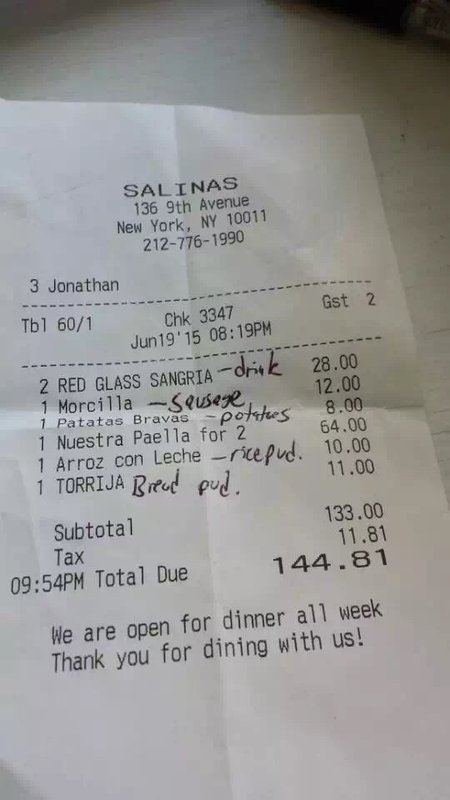 SALINAS
136 9th Avenue
New York, NY 10011
212-776-1990
3 Jonathan
Tbl 60/1 Chk 3347 Gst 2
Jun19'15 08:19PM
2 RED GLASS SANGRIA - drink 28.00
1 Morcilla - sausage 12.00
1 Patatas Bravas - potatoes 8.00
1 Nuestra Paella for 2 64.00
1 Arroz con Leche - rice pud. 10.00
1 TORRIJA Bread pud. 11.00
Subtotal 133.00
Tax 11.81
09:54PM Total Due 144.81
We are open for dinner all week
Thank you for dining with us!